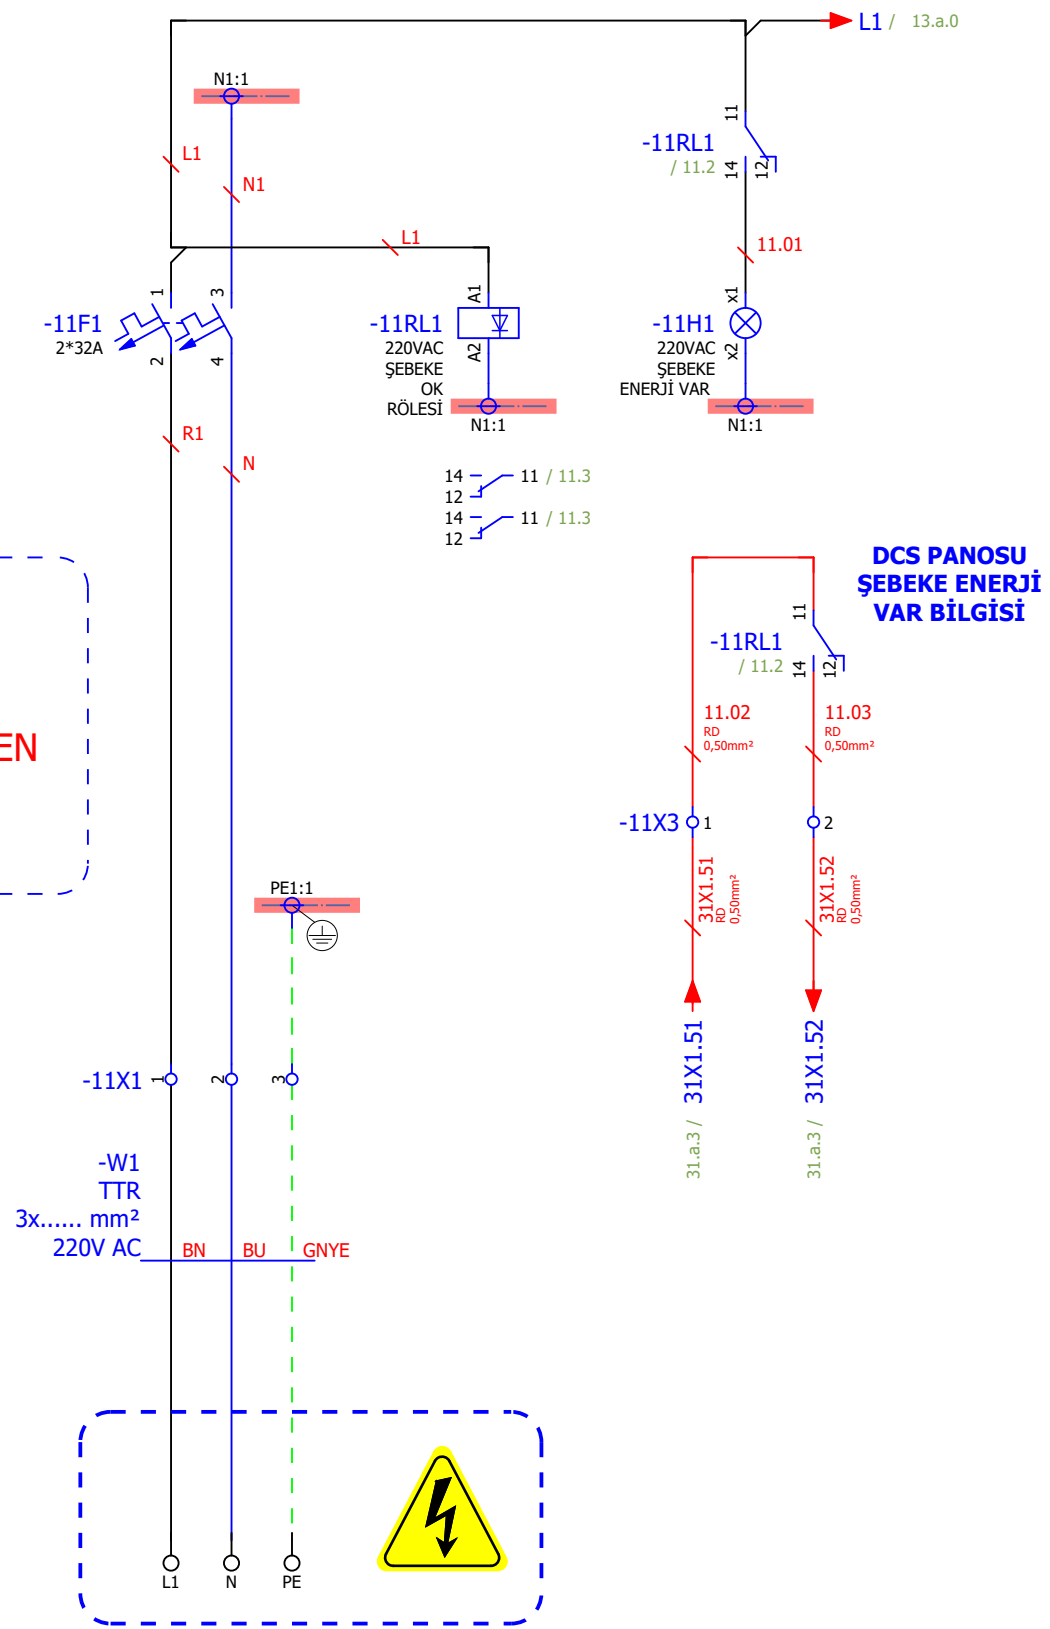 L1 / 13.a.0
N1:1
11
-11RL1
/ 11.2
14
12
L1
N1
L1
11.01
1
3
-11F1
2*32A
2
4
A1
-11RL1
220VAC
A2
ŞEBEKE
OK
RÖLESİ
N1:1
x1
-11H1
220VAC
x2
ŞEBEKE
ENERJİ VAR
N1:1
R1
N
14 11 / 11.3
12
14 11 / 11.3
12
DCS PANOSU
ŞEBEKE ENERJİ
VAR BİLGİSİ
11
-11RL1
/ 11.2
14
12
11.02
RD
0,50mm²
11.03
RD
0,50mm²
EN
-11X3 1
2
31X1.51
RD
0,50mm²
31X1.52
RD
0,50mm²
PE1:1
31.a.3 / 31X1.51
31.a.3 / 31X1.52
-11X1 1
2
3
-W1
TTR
3x...... mm²
220V AC
BN
BU
GNYE
L1
N
PE